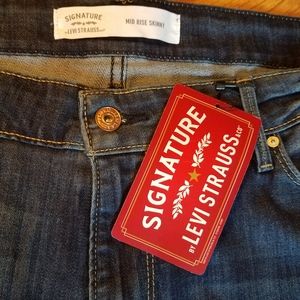 SIGNATURE
BY LEVI STRAUSS & CO
MID RISE SKINNY
SIGNATURE
BY LEVI STRAUSS & CO